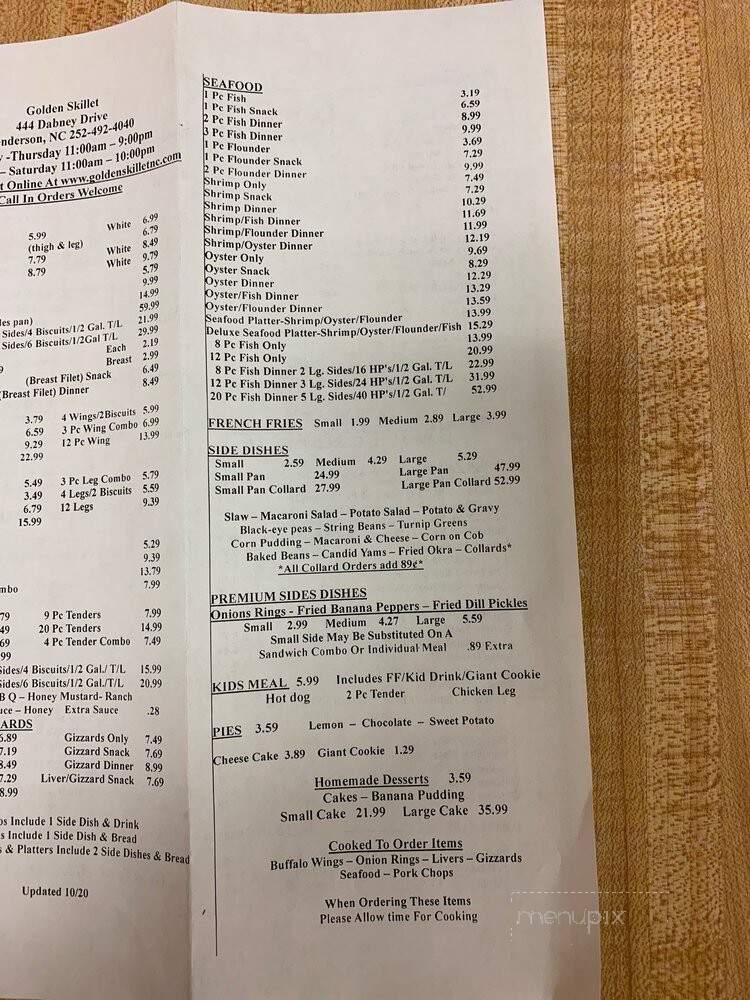 Golden Skillet
444 Dabney Drive
enderson, NC 252-492-4040
y -Thursday 11:00am – 9:00pm
– Saturday 11:00am – 10:00pm
t Online At www.goldenskilletnc.com
Call In Orders Welcome
White 6.99
5.99 6.79
(thigh & leg) White 8.49
7.79 White 9.79
8.79 5.79
9.99
14.99
59.99
les pan) 21.99
Sides/4 Biscuits/1/2 Gal. T/L 29.99
Sides/6 Biscuits/1/2Gal T/L
Each 2.19
Breast 2.99
9 (Breast Filet) Snack 6.49
(Breast Filet) Dinner 8.49
3.79 4 Wings/2Biscuits 5.99
6.59 3 Pc Wing Combo 6.99
9.29 12 Pc Wing 13.99
22.99
5.49 3 Pc Leg Combo 5.79
3.49 4 Legs/2 Biscuits 5.59
6.79 12 Legs 9.39
15.99
5.29
9.39
13.79
mbo 7.99
79 9 Pc Tenders 7.99
49 20 Pc Tenders 14.99
69 4 Pc Tender Combo 7.49
99
Sides/4 Biscuits/1/2 Gal./ T/L 15.99
Sides/6 Biscuits/1/2 Gal./T/L 20.99
B Q – Honey Mustard- Ranch
uce – Honey Extra Sauce .28
ARDS
6.89 Gizzards Only 7.49
7.19 Gizzard Snack 7.69
8.49 Gizzard Dinner 8.99
7.29 Liver/Gizzard Snack 7.69
8.99
os Include 1 Side Dish & Drink
s Include 1 Side Dish & Bread
s & Platters Include 2 Side Dishes & Bread
Updated 10/20
SEAFOOD
1 Pc Fish 3.19
1 Pc Fish Snack 6.59
2 Pc Fish Dinner 8.99
3 Pc Fish Dinner 9.99
1 Pc Flounder 3.69
1 Pc Flounder Snack 7.29
2 Pc Flounder Dinner 9.99
Shrimp Only 7.49
Shrimp Snack 7.29
Shrimp Dinner 10.29
Shrimp/Fish Dinner 11.69
Shrimp/Flounder Dinner 11.99
Shrimp/Oyster Dinner 12.19
Oyster Only 9.69
Oyster Snack 8.29
Oyster Dinner 12.29
Oyster/Fish Dinner 13.29
Oyster/Flounder Dinner 13.59
Seafood Platter-Shrimp/Oyster/Flounder 13.99
Deluxe Seafood Platter-Shrimp/Oyster/Flounder/Fish 15.29
8 Pc Fish Only 13.99
12 Pc Fish Only 20.99
8 Pc Fish Dinner 2 Lg. Sides/16 HP's/1/2 Gal. T/L 22.99
12 Pc Fish Dinner 3 Lg. Sides/24 HP's/1/2 Gal. T/L 31.99
20 Pc Fish Dinner 5 Lg. Sides/40 HP's/1/2 Gal. T/ 52.99
FRENCH FRIES Small 1.99 Medium 2.89 Large 3.99
SIDE DISHES
Small 2.59 Medium 4.29 Large 5.29
Small Pan 24.99 Large Pan 47.99
Small Pan Collard 27.99 Large Pan Collard 52.99
Slaw – Macaroni Salad – Potato Salad – Potato & Gravy
Black-eye peas – String Beans – Turnip Greens
Corn Pudding – Macaroni & Cheese – Corn on Cob
Baked Beans – Candid Yams – Fried Okra – Collards*
*All Collard Orders add 89¢*
PREMIUM SIDES DISHES
Onions Rings - Fried Banana Peppers – Fried Dill Pickles
Small 2.99 Medium 4.27 Large 5.59
Small Side May Be Substituted On A
Sandwich Combo Or Individual Meal .89 Extra
KIDS MEAL 5.99 Includes FF/Kid Drink/Giant Cookie
Hot dog 2 Pc Tender Chicken Leg
PIES 3.59 Lemon – Chocolate – Sweet Potato
Cheese Cake 3.89 Giant Cookie 1.29
Homemade Desserts 3.59
Cakes – Banana Pudding
Small Cake 21.99 Large Cake 35.99
Cooked To Order Items
Buffalo Wings – Onion Rings – Livers – Gizzards
Seafood – Pork Chops
When Ordering These Items
Please Allow time For Cooking
menupix